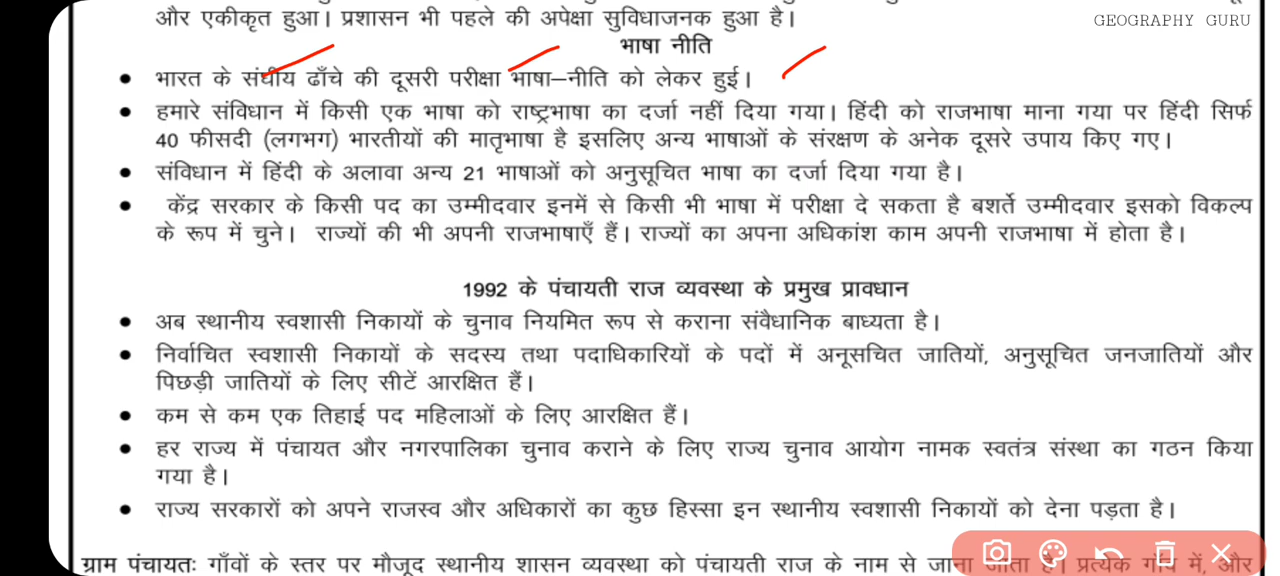 और एकीकृत हुआ। प्रशासन भी पहले की अपेक्षा सुविधाजनक हुआ है।
GEOGRAPHY GURU
भाषा नीति
● भारत के संघीय ढाँचे की दूसरी परीक्षा भाषा–नीति को लेकर हुई।
● हमारे संविधान में किसी एक भाषा को राष्ट्रभाषा का दर्जा नहीं दिया गया। हिंदी को राजभाषा माना गया पर हिंदी सिर्फ
40 फीसदी (लगभग) भारतीयों की मातृभाषा है इसलिए अन्य भाषाओं के संरक्षण के अनेक दूसरे उपाय किए गए।
● संविधान में हिंदी के अलावा अन्य 21 भाषाओं को अनुसूचित भाषा का दर्जा दिया गया है।
● केंद्र सरकार के किसी पद का उम्मीदवार इनमें से किसी भी भाषा में परीक्षा दे सकता है बशर्ते उम्मीदवार इसको विकल्प
के रूप में चुने। राज्यों की भी अपनी राजभाषाएँ हैं। राज्यों का अपना अधिकांश काम अपनी राजभाषा में होता है।
1992 के पंचायती राज व्यवस्था के प्रमुख प्रावधान
● अब स्थानीय स्वशासी निकायों के चुनाव नियमित रूप से कराना संवैधानिक बाध्यता है।
● निर्वाचित स्वशासी निकायों के सदस्य तथा पदाधिकारियों के पदों में अनूसचित जातियों, अनुसूचित जनजातियों और
पिछड़ी जातियों के लिए सीटें आरक्षित हैं।
● कम से कम एक तिहाई पद महिलाओं के लिए आरक्षित हैं।
● हर राज्य में पंचायत और नगरपालिका चुनाव कराने के लिए राज्य चुनाव आयोग नामक स्वतंत्र संस्था का गठन किया
गया है।
● राज्य सरकारों को अपने राजस्व और अधिकारों का कुछ हिस्सा इन स्थानीय स्वशासी निकायों को देना पड़ता है।
ग्राम पंचायतः गाँवों के स्तर पर मौजूद स्थानीय शासन व्यवस्था को पंचायती राज के नाम से जाना जाता है। प्रत्येक गाँव में, और